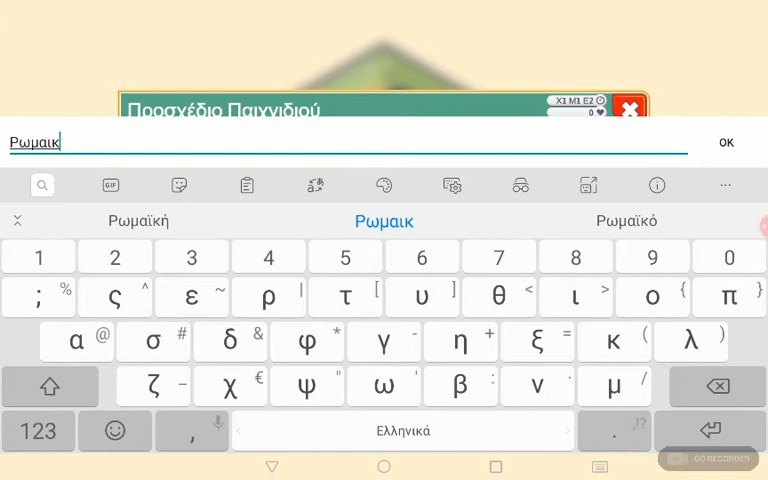 Προσχέδιο Παιχνιδιού
X1 M1 E2
0
Ρωμαικ
OK
GIF
Ρωμαϊκή Ρωμαικ Ρωμαϊκό
1 2 3 4 5 6 7 8 9 0
; % ς ^ ε ~ ρ | τ [ υ ] θ < ι > ο { π }
α @ σ # δ & φ * γ - η + ξ = κ ( λ )
ζ _ χ € ψ " ω ' β : ν . μ /
123 , Ελληνικά . ,!?
GO RECORDER